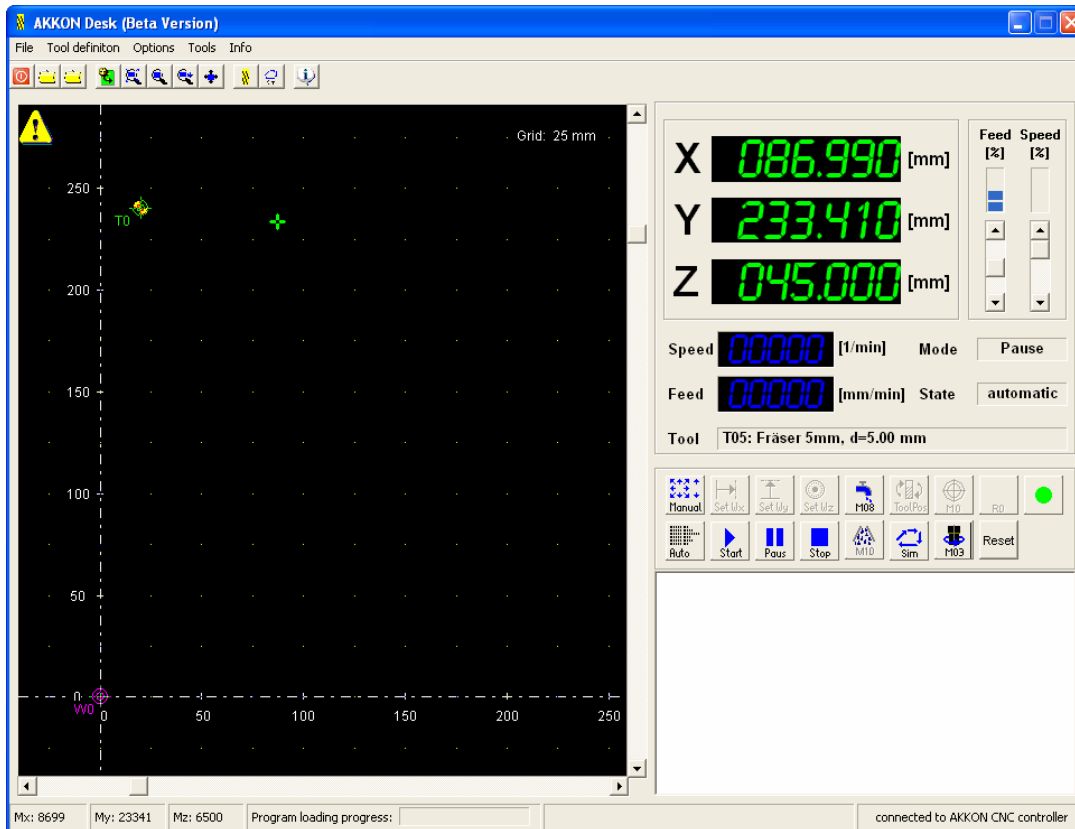 AKKON Desk (Beta Version)
File Tool definiton Options Tools Info
Grid: 25 mm
250
T0
200
150
100
50
0
W0
0 50 100 150 200 250
X 086.990 [mm]
Y 233.410 [mm]
Z 045.000 [mm]
Feed Speed
[%] [%]
Speed 00000 [1/min] Mode Pause
Feed 00000 [mm/min] State automatic
Tool T05: Fräser 5mm, d=5.00 mm
Manual Set Wx Set Wy Set Wz M08 ToolPos M0 R0
Auto Start Paus Stop M10 Sim M03 Reset
Mx: 8699 My: 23341 Mz: 6500 Program loading progress: connected to AKKON CNC controller